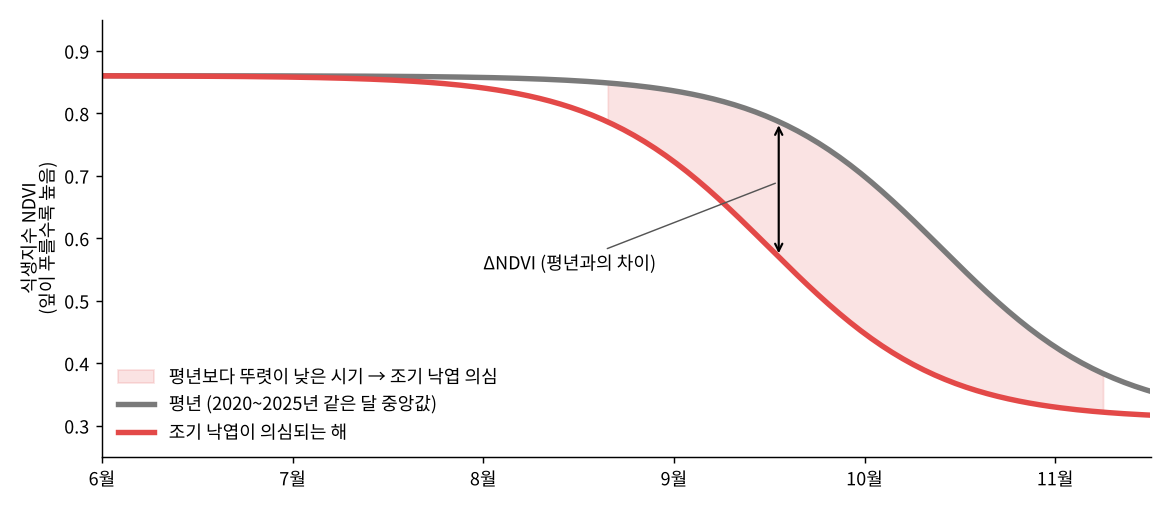 0.9
0.8
0.7
0.6
0.5
0.4
0.3
식생지수 NDVI
(잎이 푸를수록 높음)
ΔNDVI (평년과의 차이)
평년보다 뚜렷이 낮은 시기 → 조기 낙엽 의심
평년 (2020~2025년 같은 달 중앙값)
조기 낙엽이 의심되는 해
6월 7월 8월 9월 10월 11월